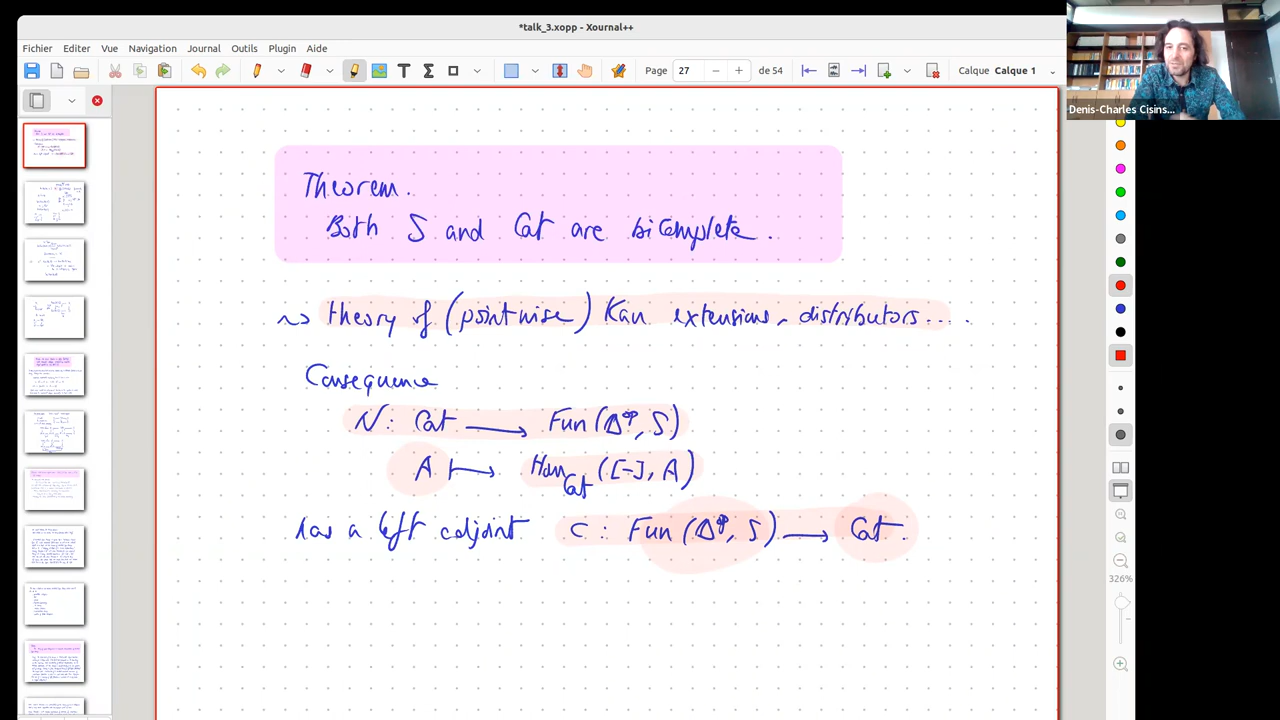 *talk_3.xopp - Xournal++
Fichier Editer Vue Navigation Journal Outils Plugin Aide
Page 27 de 54 Calque Calque 1
Denis-Charles Cisins...
Theorem.
Both S and Cat are bicomplete.
~> theory of (pointwise) Kan extensions, distributors....
Consequence
N: Cat ⟶ Fun(Δ^op, S)
A ⟼ Hom_Cat([-], A)
has a left adjoint C: Fun(Δ^op, S) ⟶ Cat.
326%